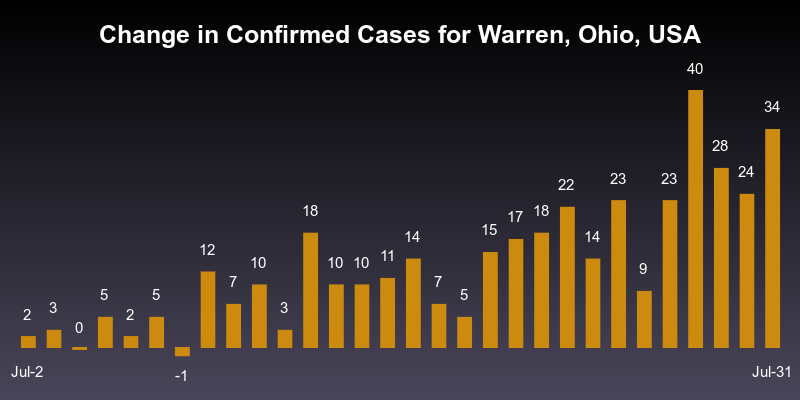 Change in Confirmed Cases for Warren, Ohio, USA
2 3 0 5 2 5 -1 12 7 10 3 18 10 10 11 14 7 5 15 17 18 22 14 23 9 23 40 28 24 34
Jul-2 Jul-31